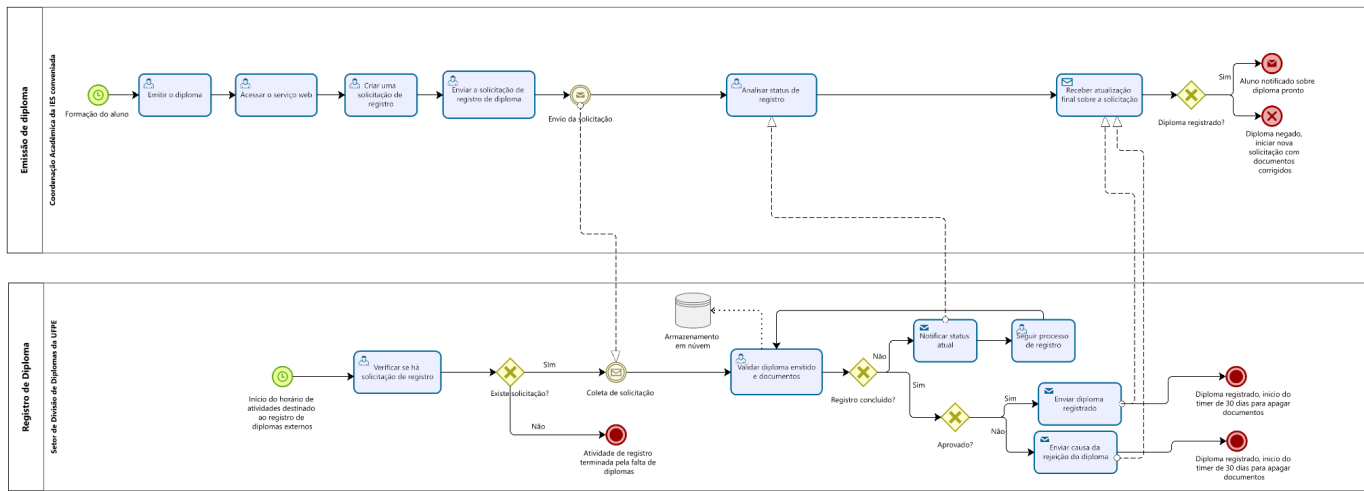 Emissão de diploma
Coordenação Acadêmica da IES conveniada
Formação do aluno
Emitir o diploma
Acessar o serviço web
Criar uma
solicitação de
registro
Enviar a solicitação de
registro de diploma
Envio da solicitação
Analisar status de
registro
Receber atualização
final sobre a solicitação
Diploma registrado?
Sim
Aluno notificado sobre
diploma pronto
Diploma negado,
iniciar nova
solicitação com
documentos
corrigidos
Registro de Diploma
Setor de Divisão de Diplomas da UFPE
Início do horário de
atividades destinado
ao registro de
diplomas externos
Verificar se há
solicitação de registro
Existe solicitação?
SIm
Não
Coleta de solicitação
Atividade de registro
terminada pela falta de
diplomas
Armazenamento
em núvem
Validar diploma emitido
e documentos
Registro concluído?
Não
Notificar status
atual
Seguir processo
de registro
Sim
Aprovado?
Sim
Enviar diploma
registrado
Diploma registrado, inicio do
timer de 30 dias para apagar
documentos
Não
Enviar causa da
rejeição do diploma
Diploma registrado, inicio do
timer de 30 dias para apagar
documentos